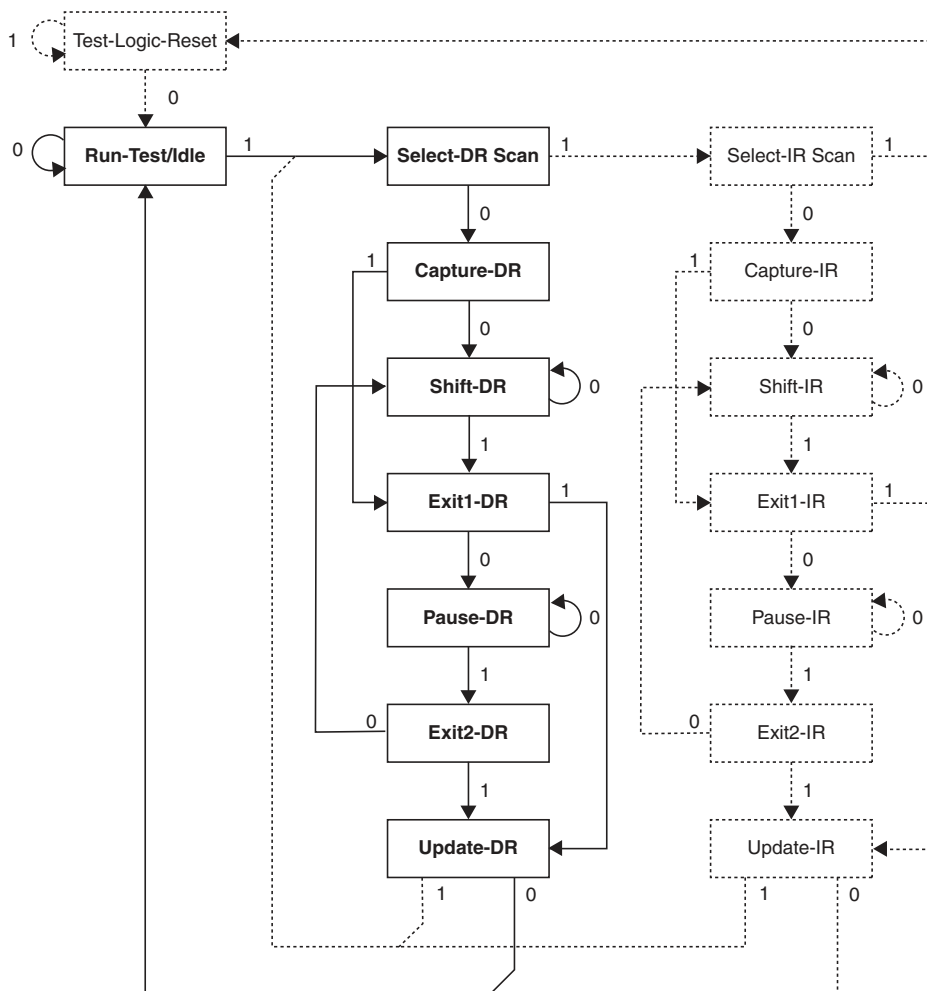 1 Test-Logic-Reset
0
0 Run-Test/Idle 1 Select-DR Scan 1 Select-IR Scan 1
0 0
1 Capture-DR 1 Capture-IR
0 0
Shift-DR 0 Shift-IR 0
1 1
Exit1-DR 1 Exit1-IR 1
0 0
Pause-DR 0 Pause-IR 0
1 1
0 Exit2-DR 0 Exit2-IR
1 1
Update-DR Update-IR
1 0 1 0